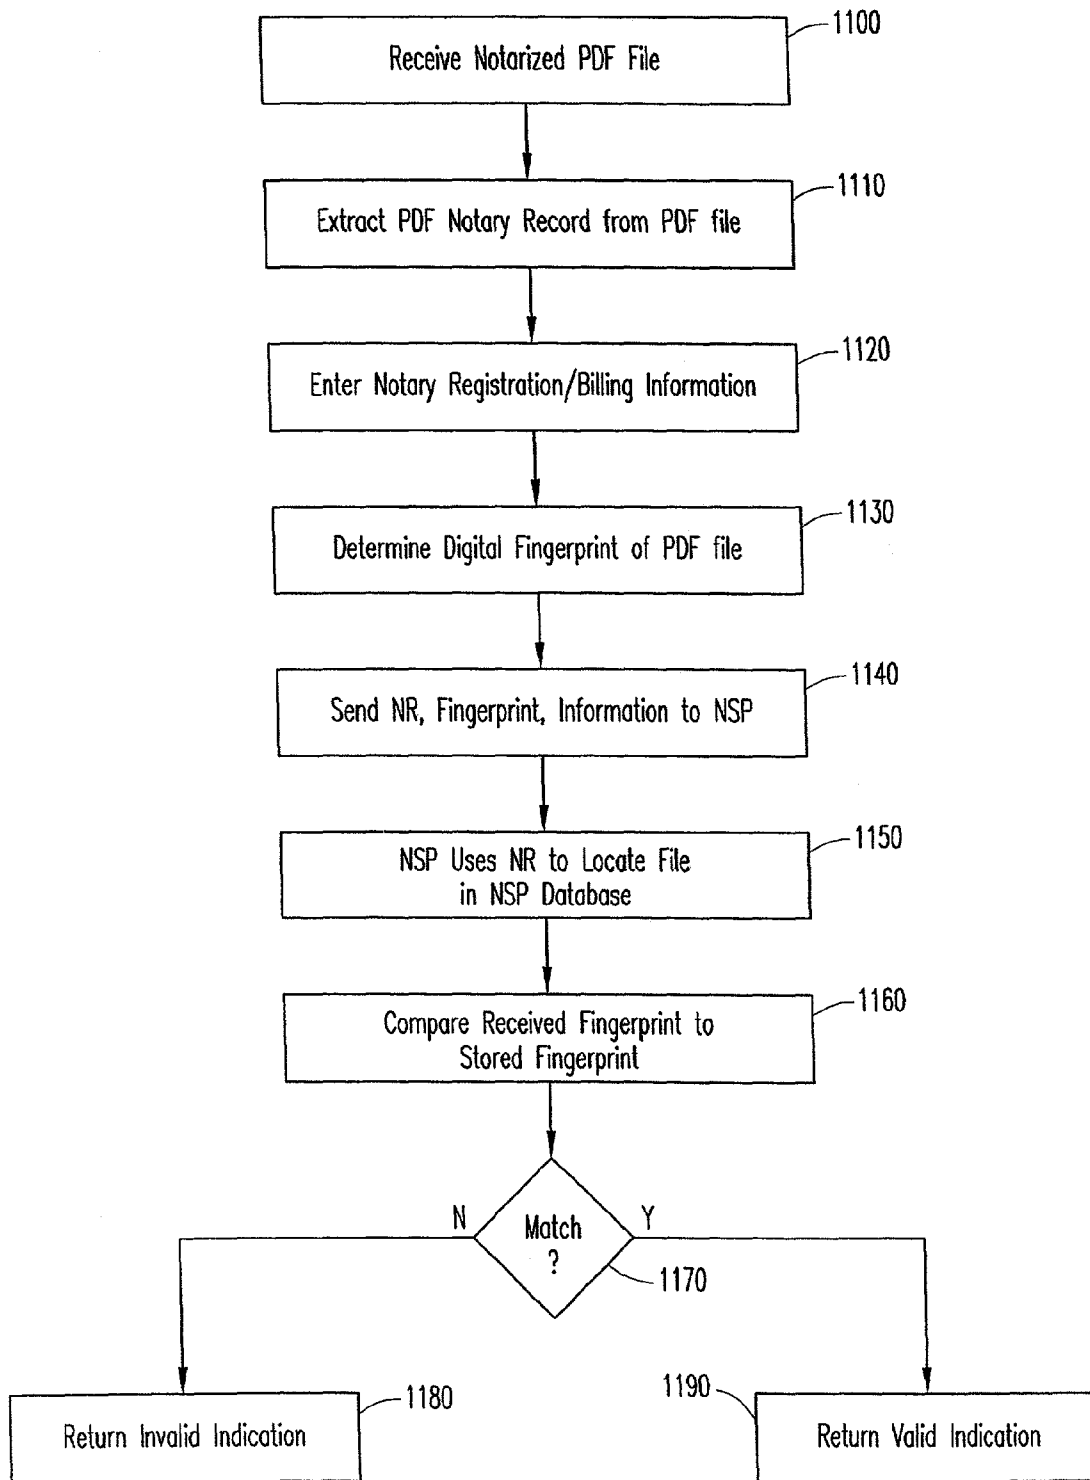 1100
Receive Notarized PDF File
1110
Extract PDF Notary Record from PDF file
1120
Enter Notary Registration/Billing Information
1130
Determine Digital Fingerprint of PDF file
1140
Send NR, Fingerprint, Information to NSP
1150
NSP Uses NR to Locate File
in NSP Database
1160
Compare Received Fingerprint to
Stored Fingerprint
N
Y
Match
?
1170
1180
1190
Return Invalid Indication
Return Valid Indication